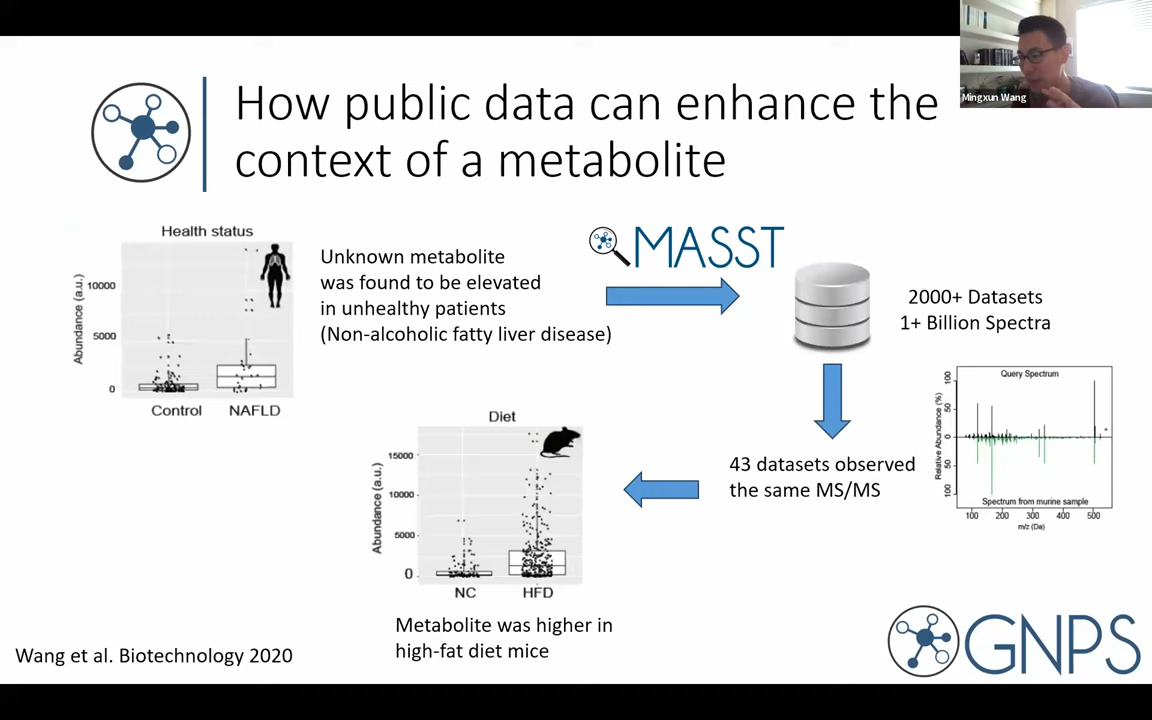 Mingxun Wang
How public data can enhance the
context of a metabolite
Health status
Abundance (a.u.)
10000
5000
0
Control NAFLD
Unknown metabolite
was found to be elevated
in unhealthy patients
(Non-alcoholic fatty liver disease)
MASST
2000+ Datasets
1+ Billion Spectra
Query Spectrum
Relative Abundance (%)
100
50
0
50
100
Spectrum from murine sample
100 200 300 400 500
m/z (Da)
43 datasets observed
the same MS/MS
Diet
Abundance (a.u.)
15000
10000
5000
0
NC HFD
Metabolite was higher in
high-fat diet mice
Wang et al. Biotechnology 2020
GNPS